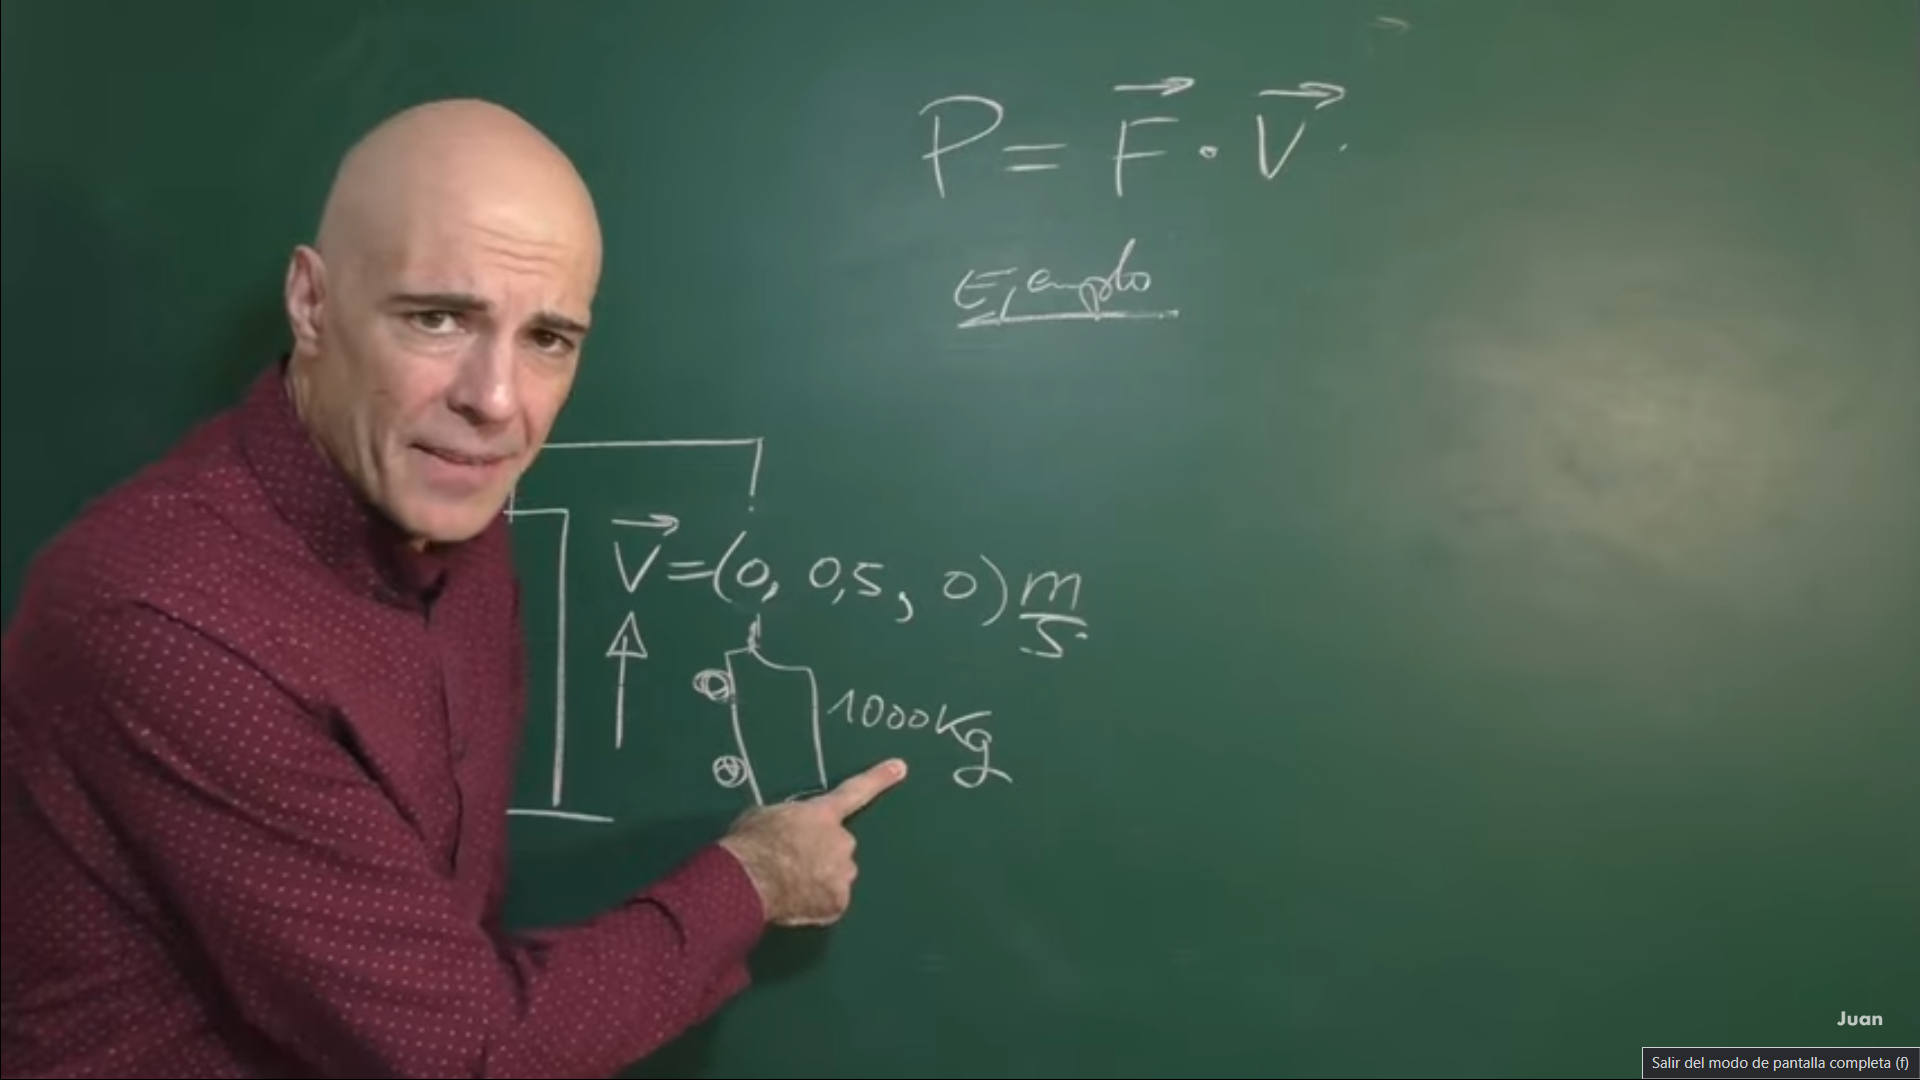 P = F · V
Ejemplo
V = (0, 0,5, 0) m/s
1000 Kg
Juan
Salir del modo de pantalla completa (f)